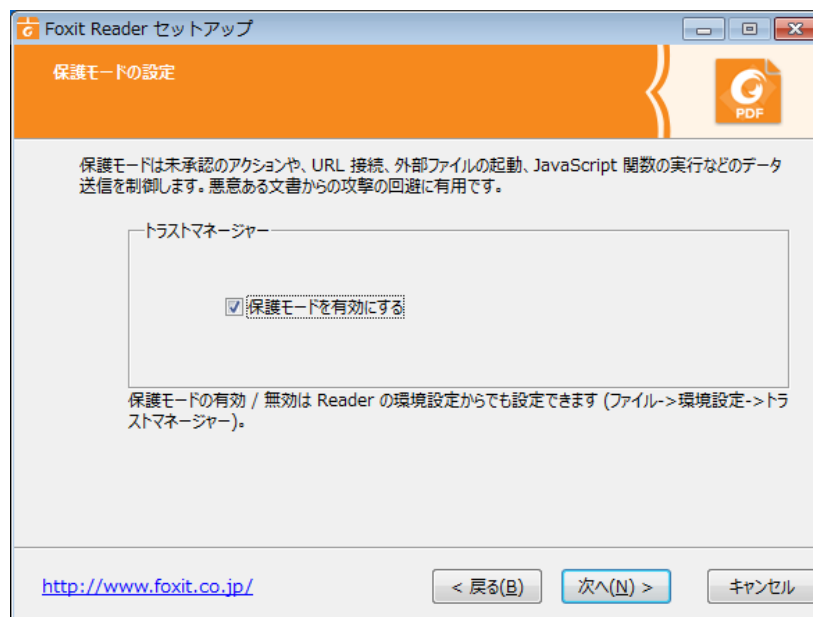 Foxit Reader セットアップ
保護モードの設定
PDF
保護モードは未承認のアクションや、URL 接続、外部ファイルの起動、JavaScript 関数の実行などのデータ
送信を制御します。悪意ある文書からの攻撃の回避に有用です。
トラストマネージャー
保護モードを有効にする
保護モードの有効 / 無効は Reader の環境設定からでも設定できます (ファイル->環境設定->トラ
ストマネージャー)。
http://www.foxit.co.jp/
< 戻る(B)
次へ(N) >
キャンセル